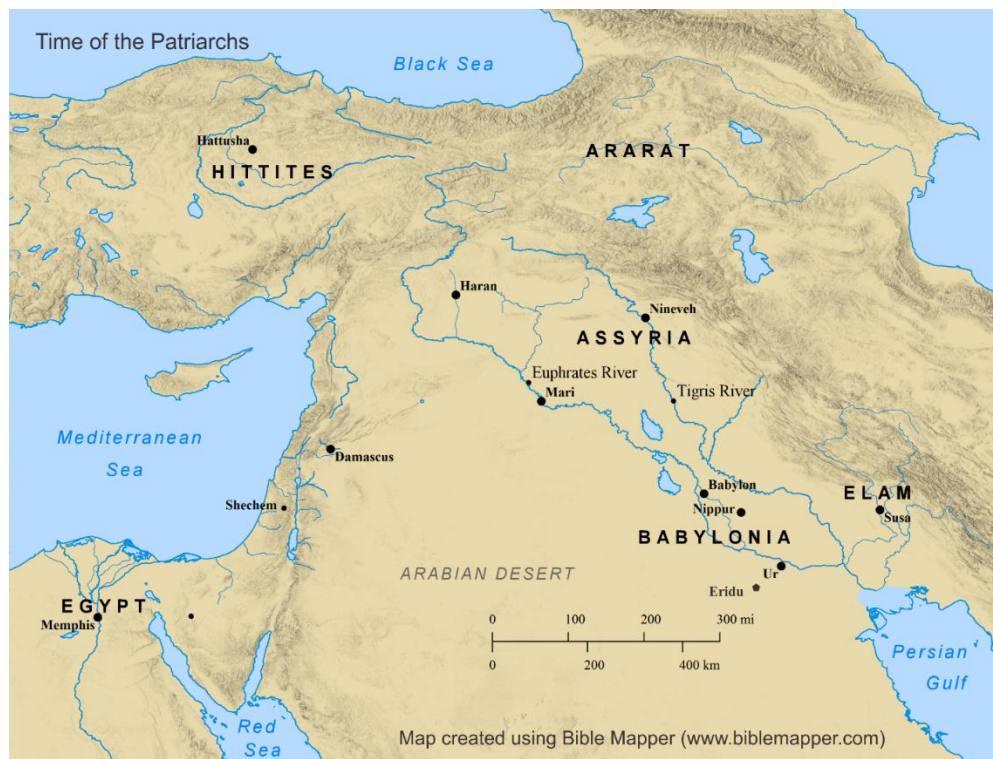 Time of the Patriarchs
Black Sea
Hattusha
HITTITES
ARARAT
Haran
Nineveh
ASSYRIA
Euphrates River
Mari
Tigris River
Mediterranean
Sea
Damascus
Shechem
Babylon
Nippur
BABYLONIA
ELAM
Susa
Ur
Eridu
ARABIAN DESERT
EGYPT
Memphis
0 100 200 300 mi
0 200 400 km
Persian
Gulf
Red
Sea
Map created using Bible Mapper (www.biblemapper.com)